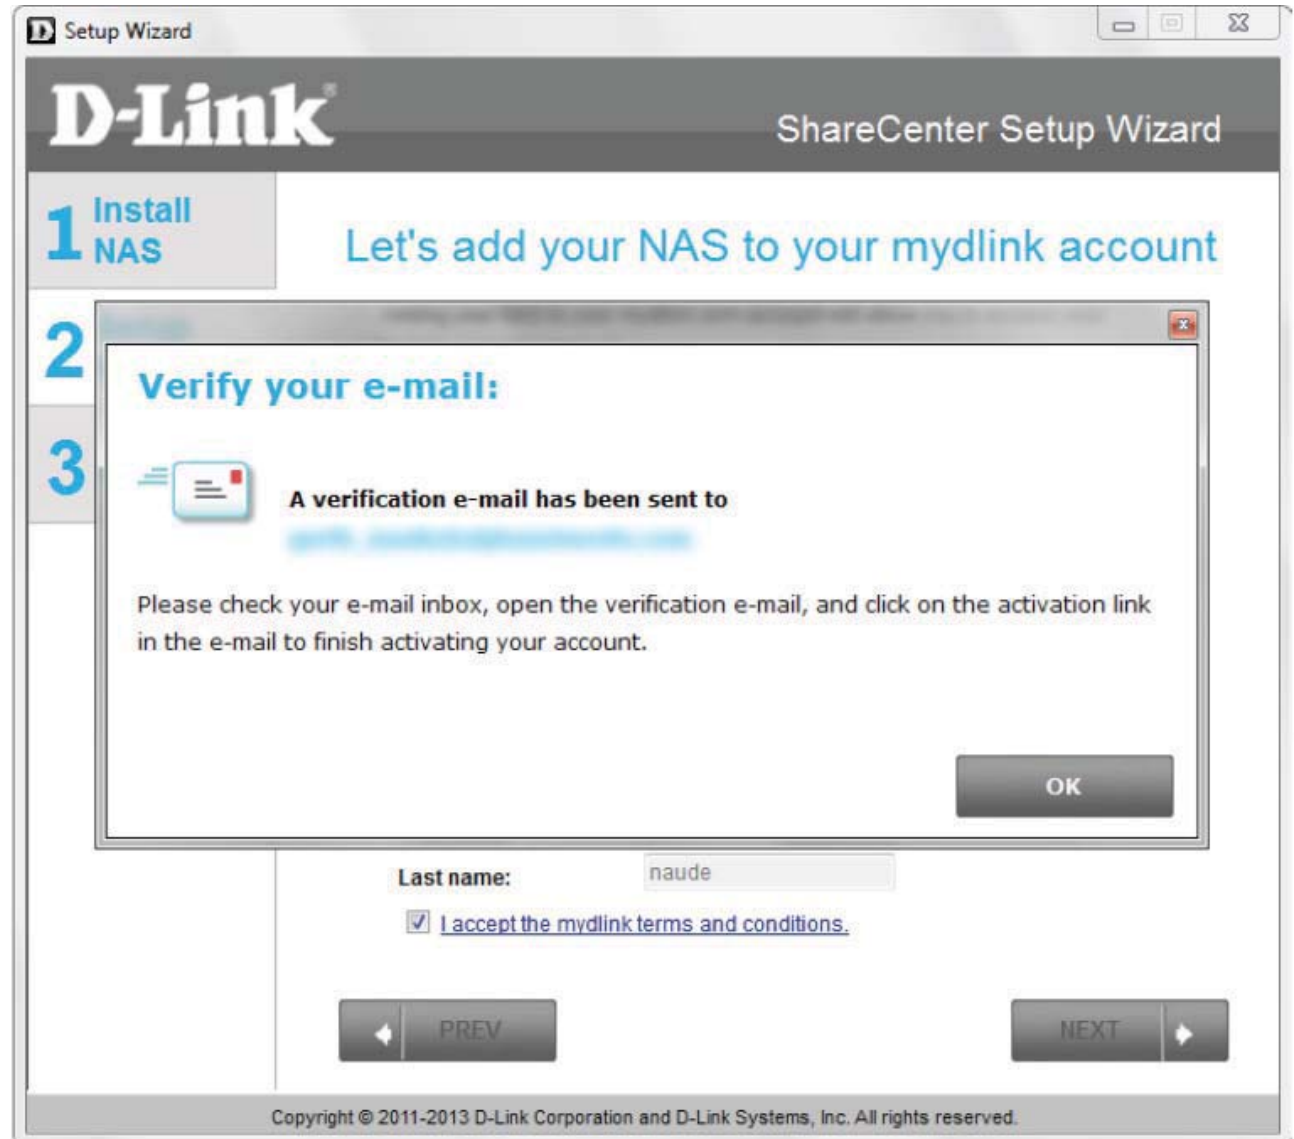 Setup Wizard
D-Link®
ShareCenter Setup Wizard
1 Install
NAS
Let's add your NAS to your mydlink account
2
Verify your e-mail:
3
A verification e-mail has been sent to
Please check your e-mail inbox, open the verification e-mail, and click on the activation link
in the e-mail to finish activating your account.
OK
Last name: naude
I accept the mydlink terms and conditions.
PREV
NEXT
Copyright © 2011-2013 D-Link Corporation and D-Link Systems, Inc. All rights reserved.